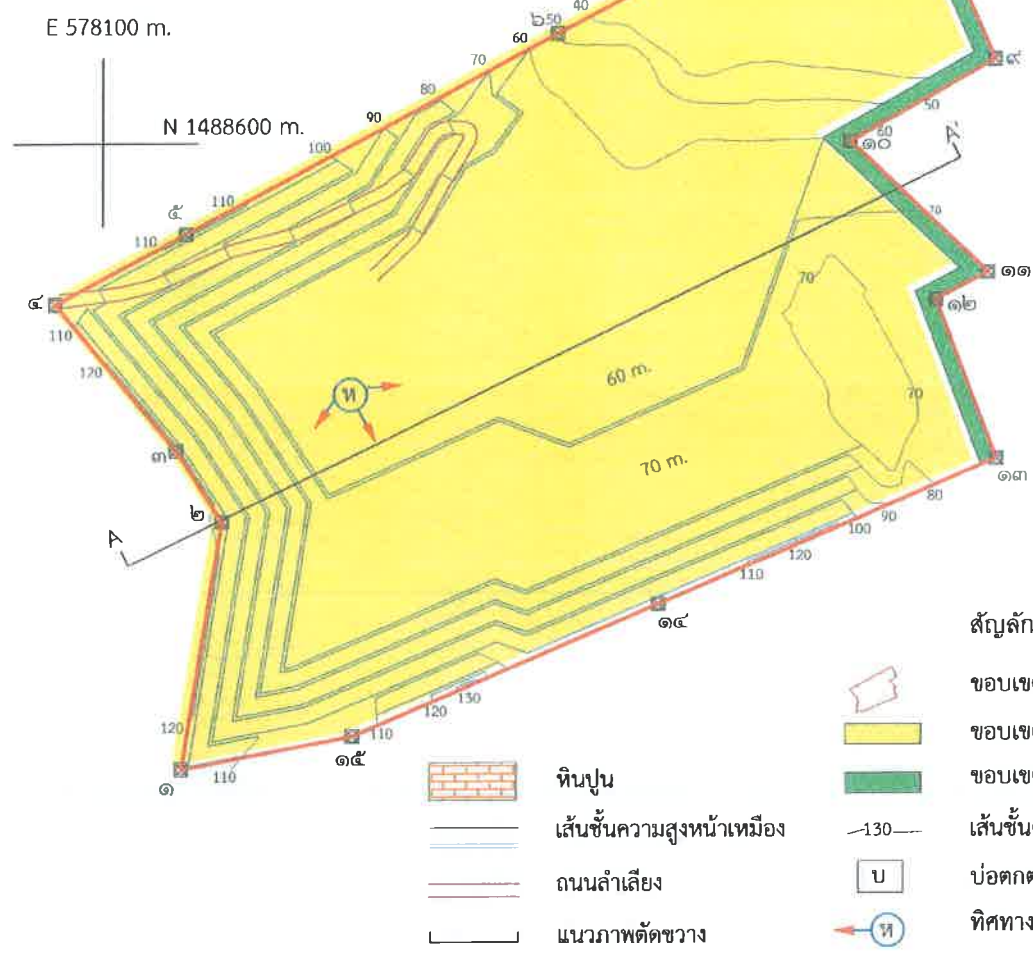 E 578100 m.
N 1488600 m.
40
๖
50
60
70
80
90
100
110
๕
110
๔
110
120
๓
๒
A
120
๑
110
๑๕
110
120
130
๑๔
110
120
100
90
80
๑๓
๑๒
๑๑
70
๑๐
60
A'
50
๙
70
70
ห
60 m.
70 m.
สัญลัก
ขอบเข
ขอบเข
หินปูน
ขอบเข
เส้นชั้นความสูงหน้าเหมือง
130
เส้นชั้น
ถนนลำเลียง
บ
บ่อตกต
แนวภาพตัดขวาง
ห
ทิศทาง